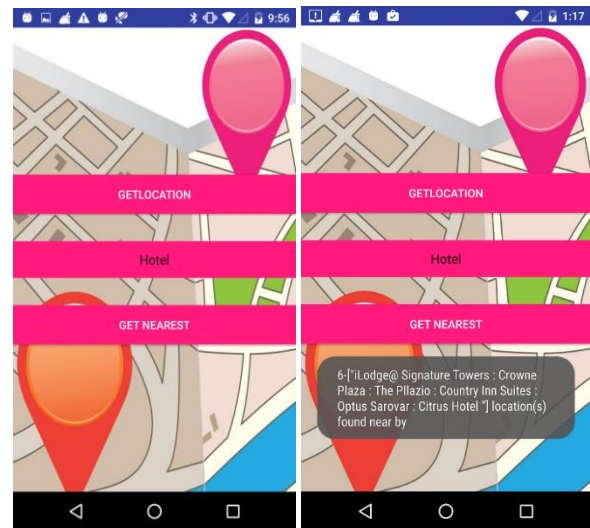 9:56
GETLOCATION
Hotel
GET NEAREST
1:17
GETLOCATION
Hotel
GET NEAREST
6-["iLodge@ Signature Towers : Crowne
Plaza : The Pllazio : Country Inn Suites :
Optus Sarovar : Citrus Hotel "] location(s)
found near by